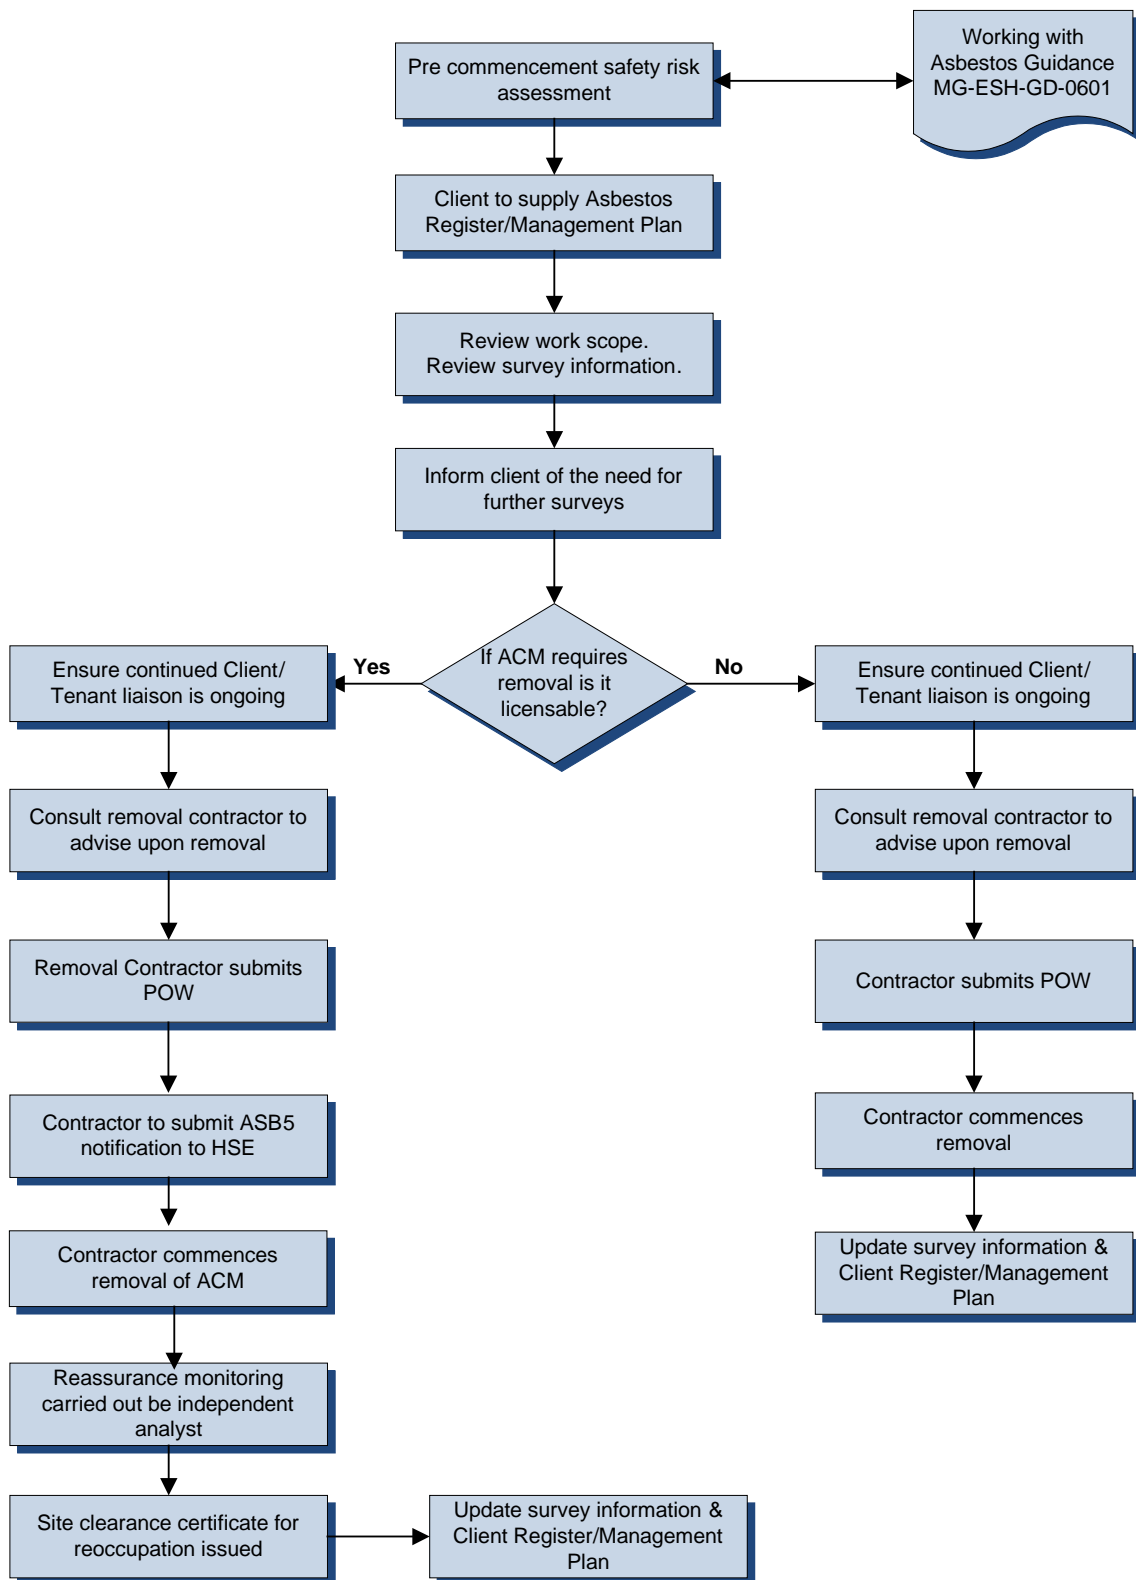 Pre commencement safety risk
assessment
Working with
Asbestos Guidance
MG-ESH-GD-0601
Client to supply Asbestos
Register/Management Plan
Review work scope.
Review survey information.
Inform client of the need for
further surveys
If ACM requires
removal is it
licensable?
Yes
No
Ensure continued Client/
Tenant liaison is ongoing
Consult removal contractor to
advise upon removal
Removal Contractor submits
POW
Contractor to submit ASB5
notification to HSE
Contractor commences
removal of ACM
Reassurance monitoring
carried out be independent
analyst
Site clearance certificate for
reoccupation issued
Update survey information &
Client Register/Management
Plan
Ensure continued Client/
Tenant liaison is ongoing
Consult removal contractor to
advise upon removal
Contractor submits POW
Contractor commences
removal
Update survey information &
Client Register/Management
Plan